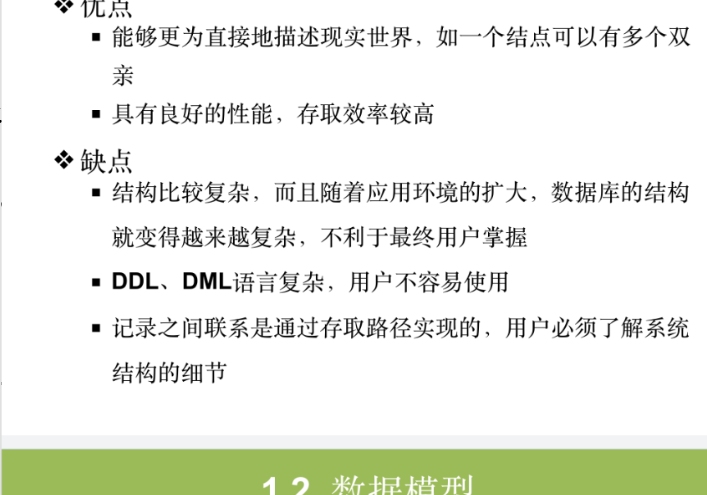 ❖优点
▪ 能够更为直接地描述现实世界，如一个结点可以有多个双
亲
▪ 具有良好的性能，存取效率较高
❖缺点
▪ 结构比较复杂，而且随着应用环境的扩大，数据库的结构
就变得越来越复杂，不利于最终用户掌握
▪ DDL、DML语言复杂，用户不容易使用
▪ 记录之间联系是通过存取路径实现的，用户必须了解系统
结构的细节
1.2 数据模型